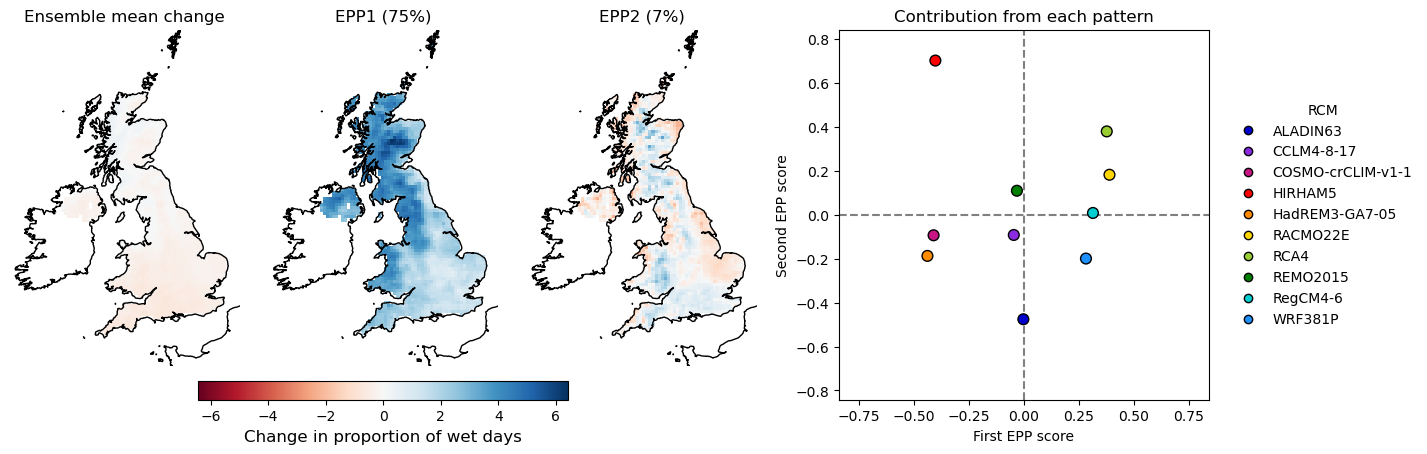 Ensemble mean change
EPP1 (75%)
EPP2 (7%)
−6 −4 −2 0 2 4 6
Change in proportion of wet days
Contribution from each pattern
Second EPP score
0.8
0.6
0.4
0.2
0.0
−0.2
−0.4
−0.6
−0.8
−0.75 −0.50 −0.25 0.00 0.25 0.50 0.75
First EPP score
RCM
ALADIN63
CCLM4-8-17
COSMO-crCLIM-v1-1
HIRHAM5
HadREM3-GA7-05
RACMO22E
RCA4
REMO2015
RegCM4-6
WRF381P